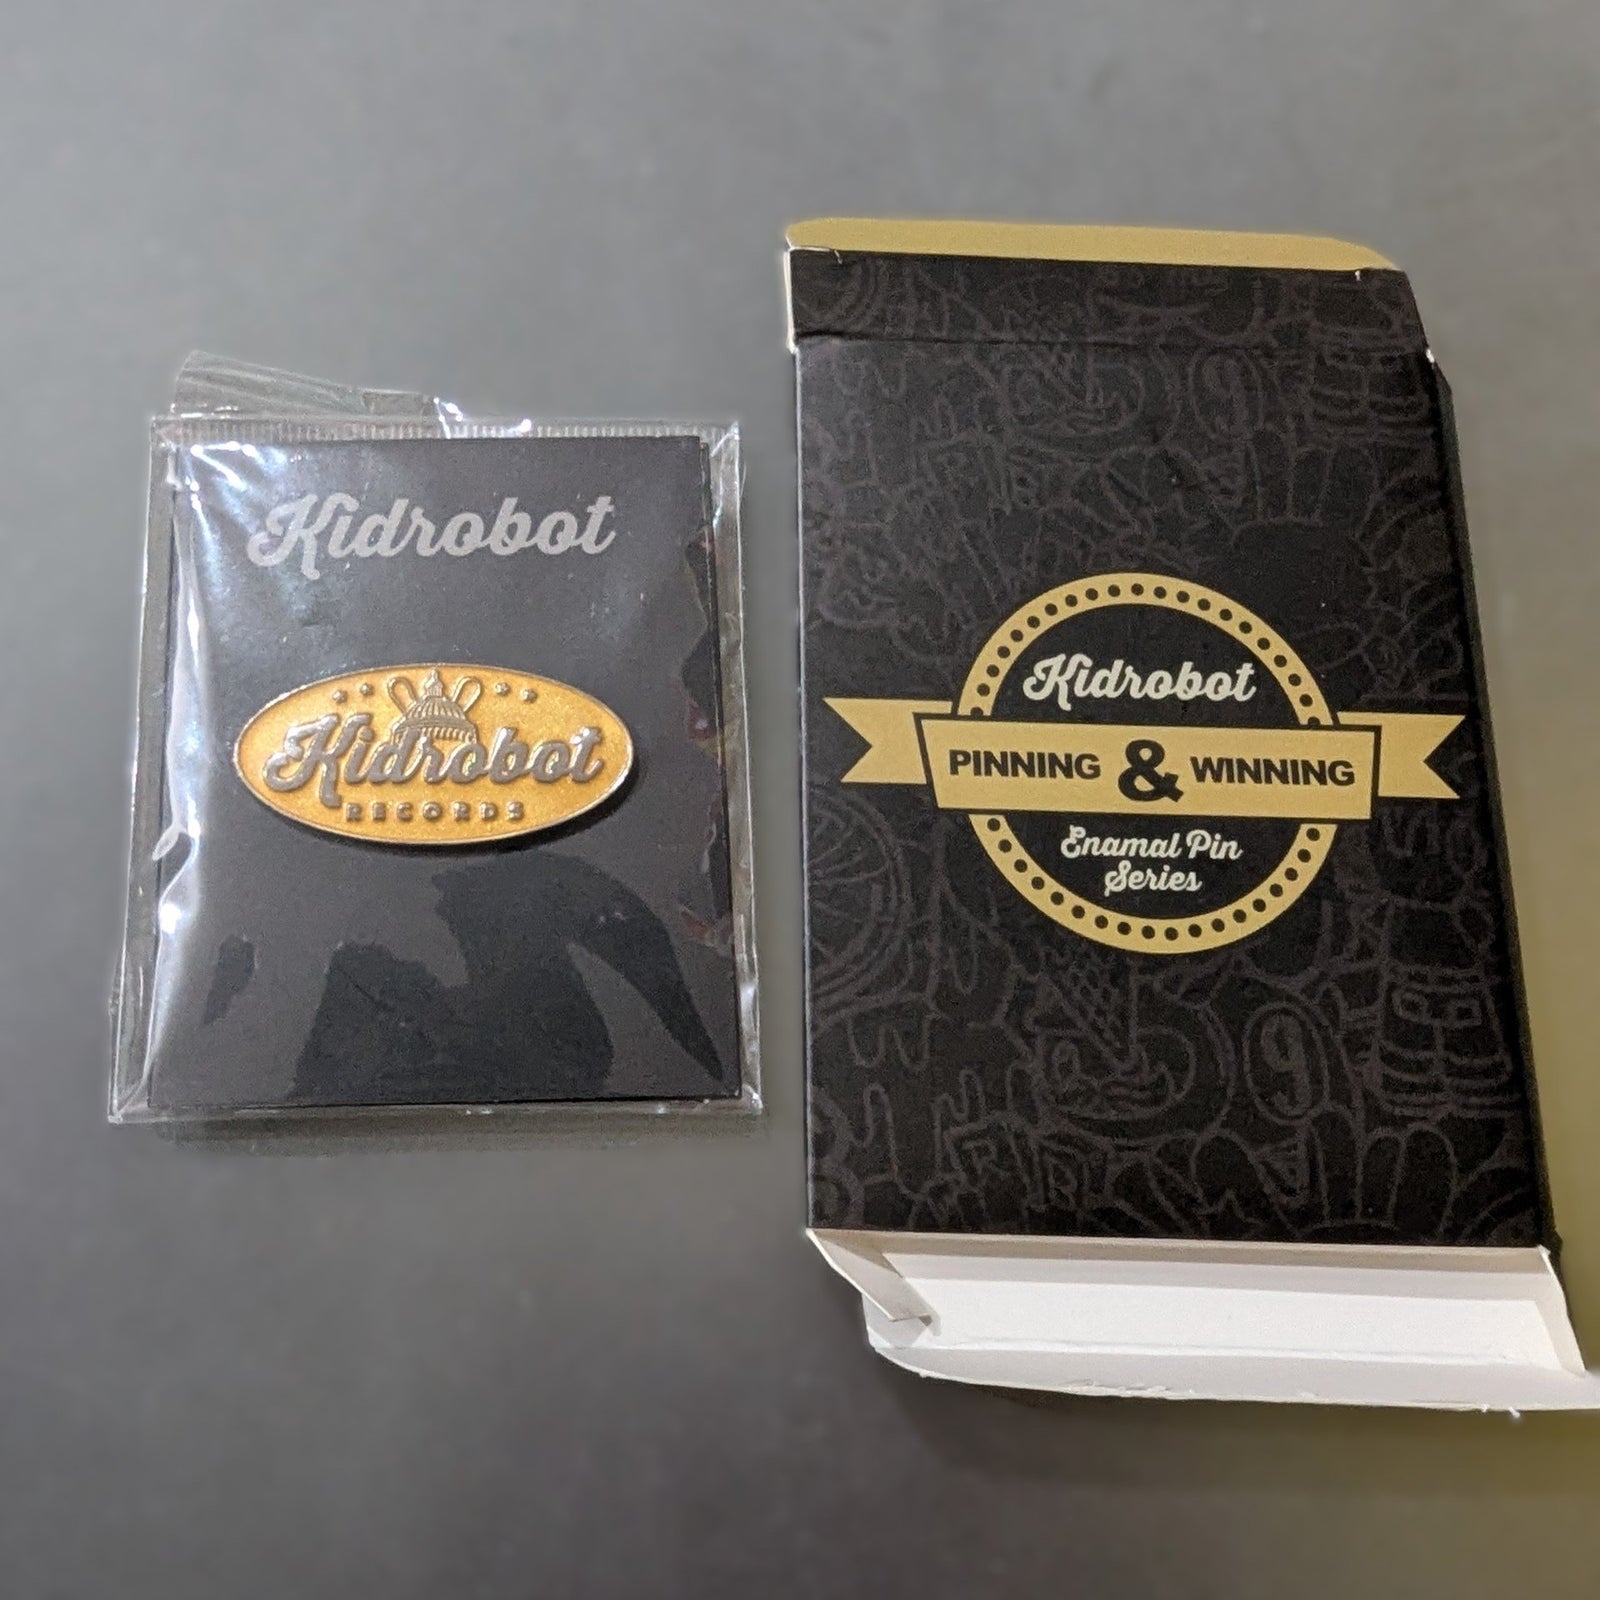 Kidrobot
Kidrobot
RECORDS
Kidrobot
PINNING & WINNING
Enamal Pin
Series